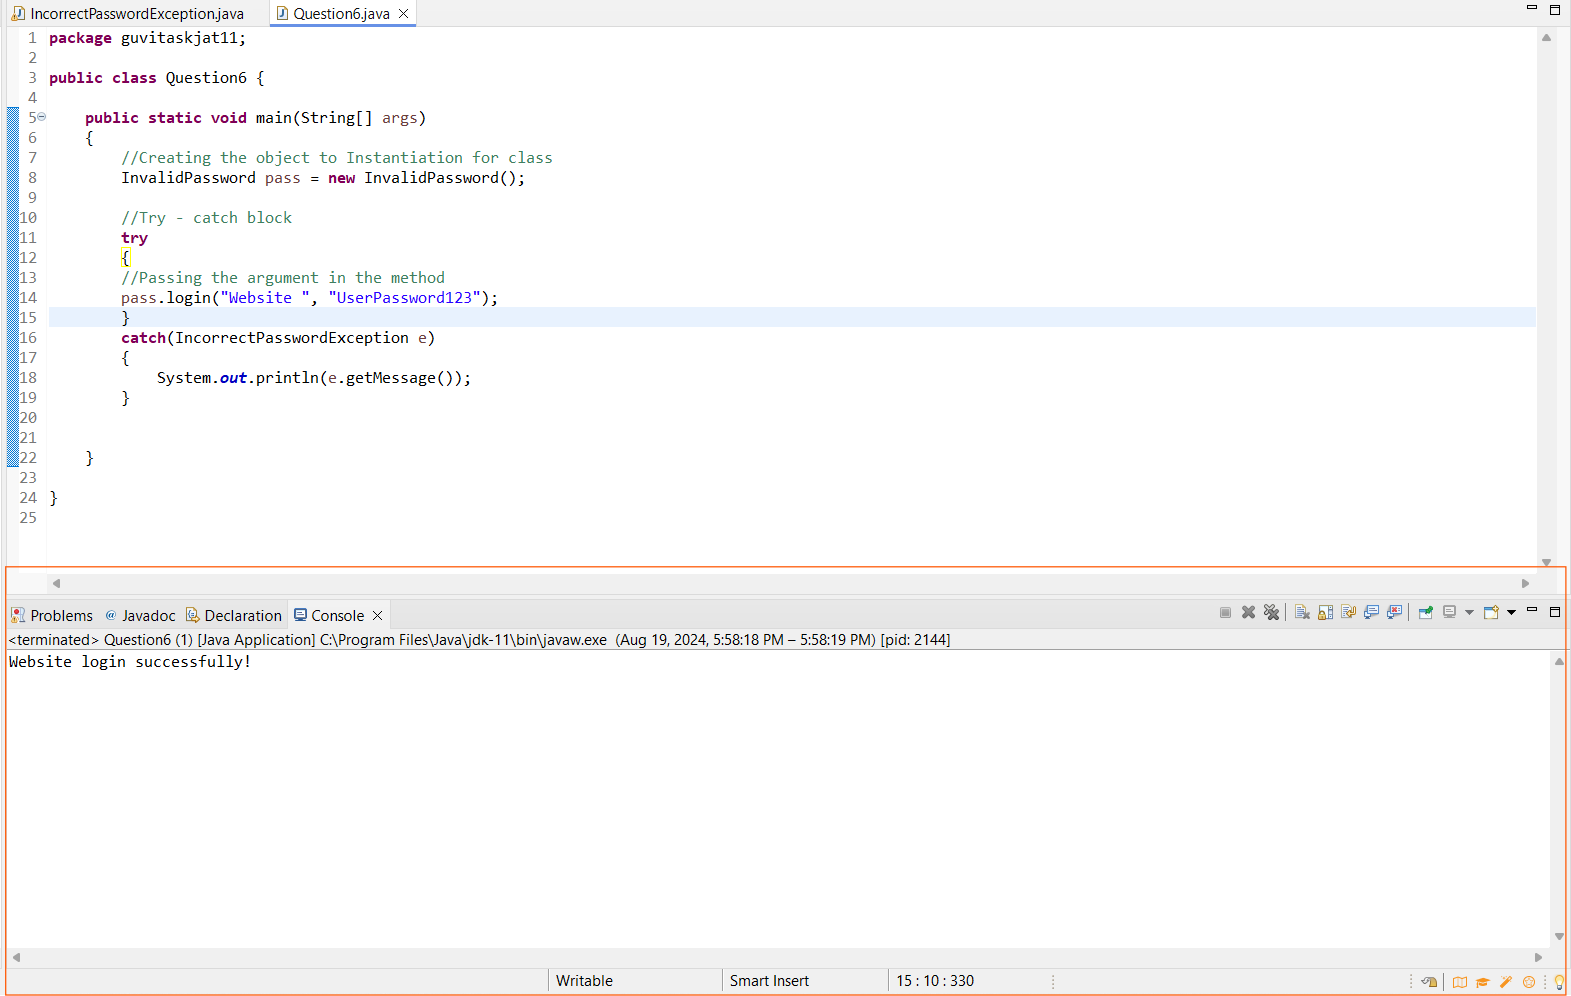 IncorrectPasswordException.java Question6.java
1 package guvitaskjat11;
2
3 public class Question6 {
4
5 public static void main(String[] args)
6 {
7 //Creating the object to Instantiation for class
8 InvalidPassword pass = new InvalidPassword();
9
10 //Try - catch block
11 try
12 {
13 //Passing the argument in the method
14 pass.login("Website ", "UserPassword123");
15 }
16 catch(IncorrectPasswordException e)
17 {
18 System.out.println(e.getMessage());
19 }
20
21
22 }
23
24 }
25
Problems @ Javadoc Declaration Console
<terminated> Question6 (1) [Java Application] C:\Program Files\Java\jdk-11\bin\javaw.exe (Aug 19, 2024, 5:58:18 PM – 5:58:19 PM) [pid: 2144]
Website login successfully!
Writable Smart Insert 15 : 10 : 330